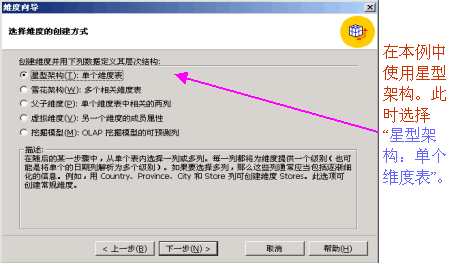 维度向导
选择维度的创建方式
创建维度并用下列数据定义其层次结构:
星型架构(T): 单个维度表
雪花架构(W): 多个相关维度表
父子维度(P): 单个维度表中相关的两列
虚拟维度(V): 另一个维度的成员属性
挖掘模型(M): OLAP 挖掘模型的可预测列
描述:
在随后的某一步骤中，从单个表内选择一列或多列。每一列都将为维度提供一个级别（也可
能是将单个的日期列解析为多个级别）。如果要选择多列，那么这些列通常应当包括逐渐细
化的信息。例如，用 Country、Province、City 和 Store 列可创建维度 Stores。此选项可
创建常规维度。
< 上一步(B)
下一步(N) >
取消
帮助(H)
在本例中
使用星型
架构。此
时选择
“星型架
构：单个
维度表”。